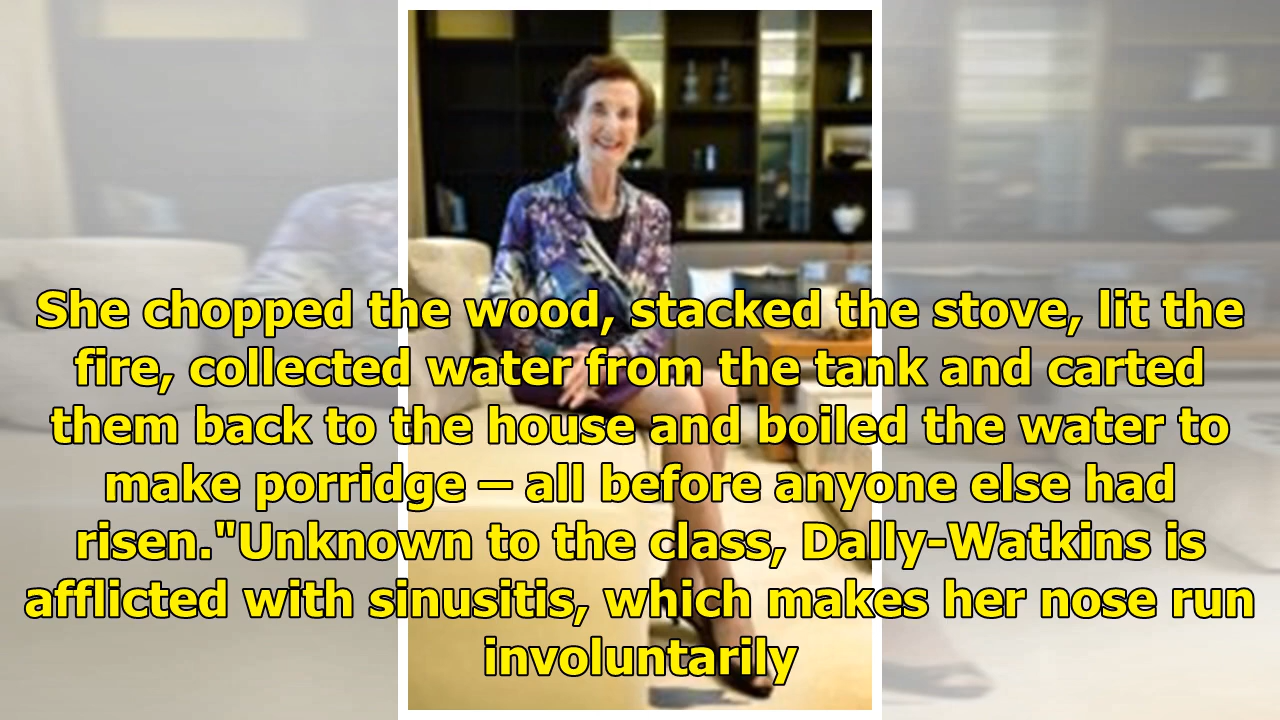 She chopped the wood, stacked the stove, lit the
fire, collected water from the tank and carted
them back to the house and boiled the water to
make porridge – all before anyone else had
risen."Unknown to the class, Dally-Watkins is
afflicted with sinusitis, which makes her nose run
involuntarily